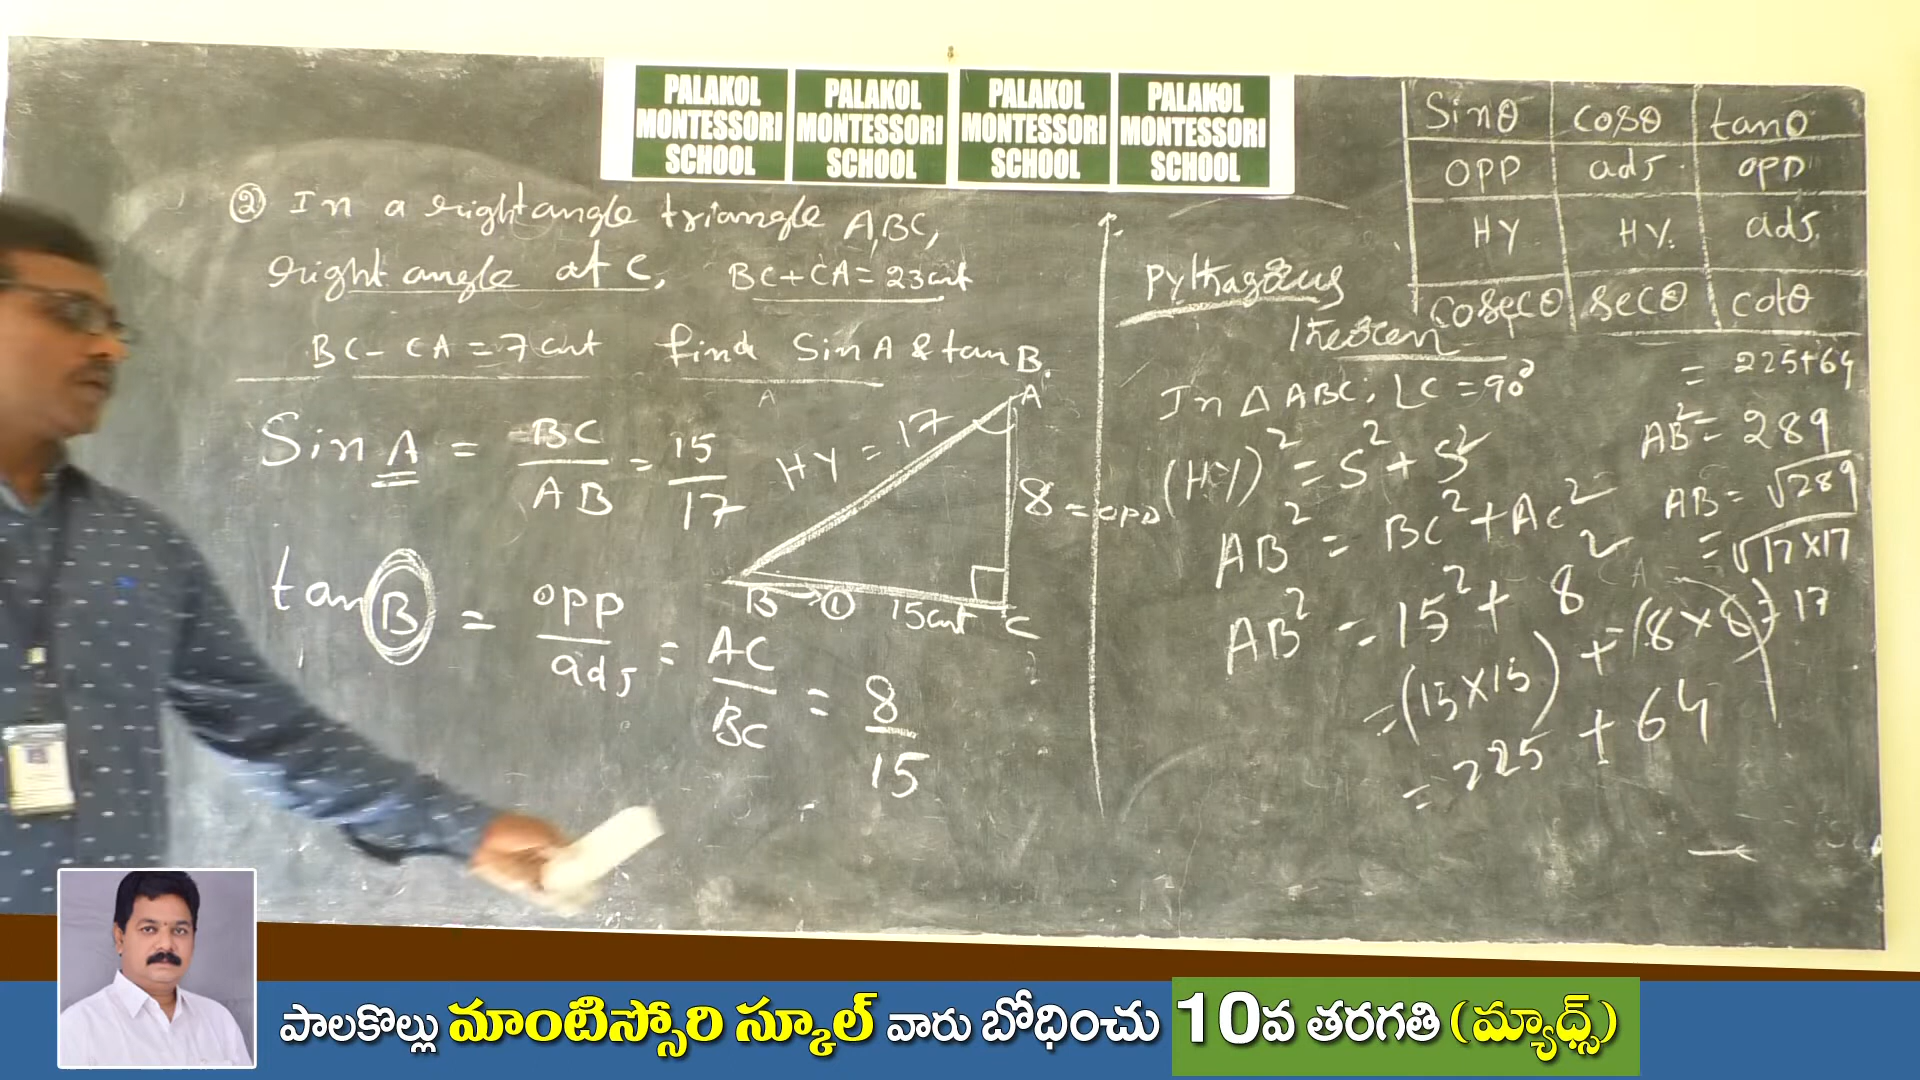 PALAKOL MONTESSORI SCHOOL
PALAKOL MONTESSORI SCHOOL
PALAKOL MONTESSORI SCHOOL
PALAKOL MONTESSORI SCHOOL
② In a rightangle triangle ABC,
right angle at C, BC+CA=23cm
BC-CA=7cm find Sin A & tan B.
Sin A = BC/AB = 15/17
tan B = opp/adj = AC/BC = 8/15
A
HY = 17
8 = opp
B → ① 15cm C
Sinθ cosθ tanθ
opp adj opp
HY HY adj
cosecθ secθ cotθ
Pythagorus
Theorem
In △ ABC; ∠C = 90°
(HY)² = S² + S²
AB² = BC² + AC²
AB² = 15² + 8²
= (15×15) + (8×8)
= 225 + 64
= 225+64
AB² = 289
AB = √289
= √17×17
= 17
పాలకొల్లు మాంటిస్సోరి స్కూల్ వారు బోధించు 10వ తరగతి (మ్యాధ్స్)